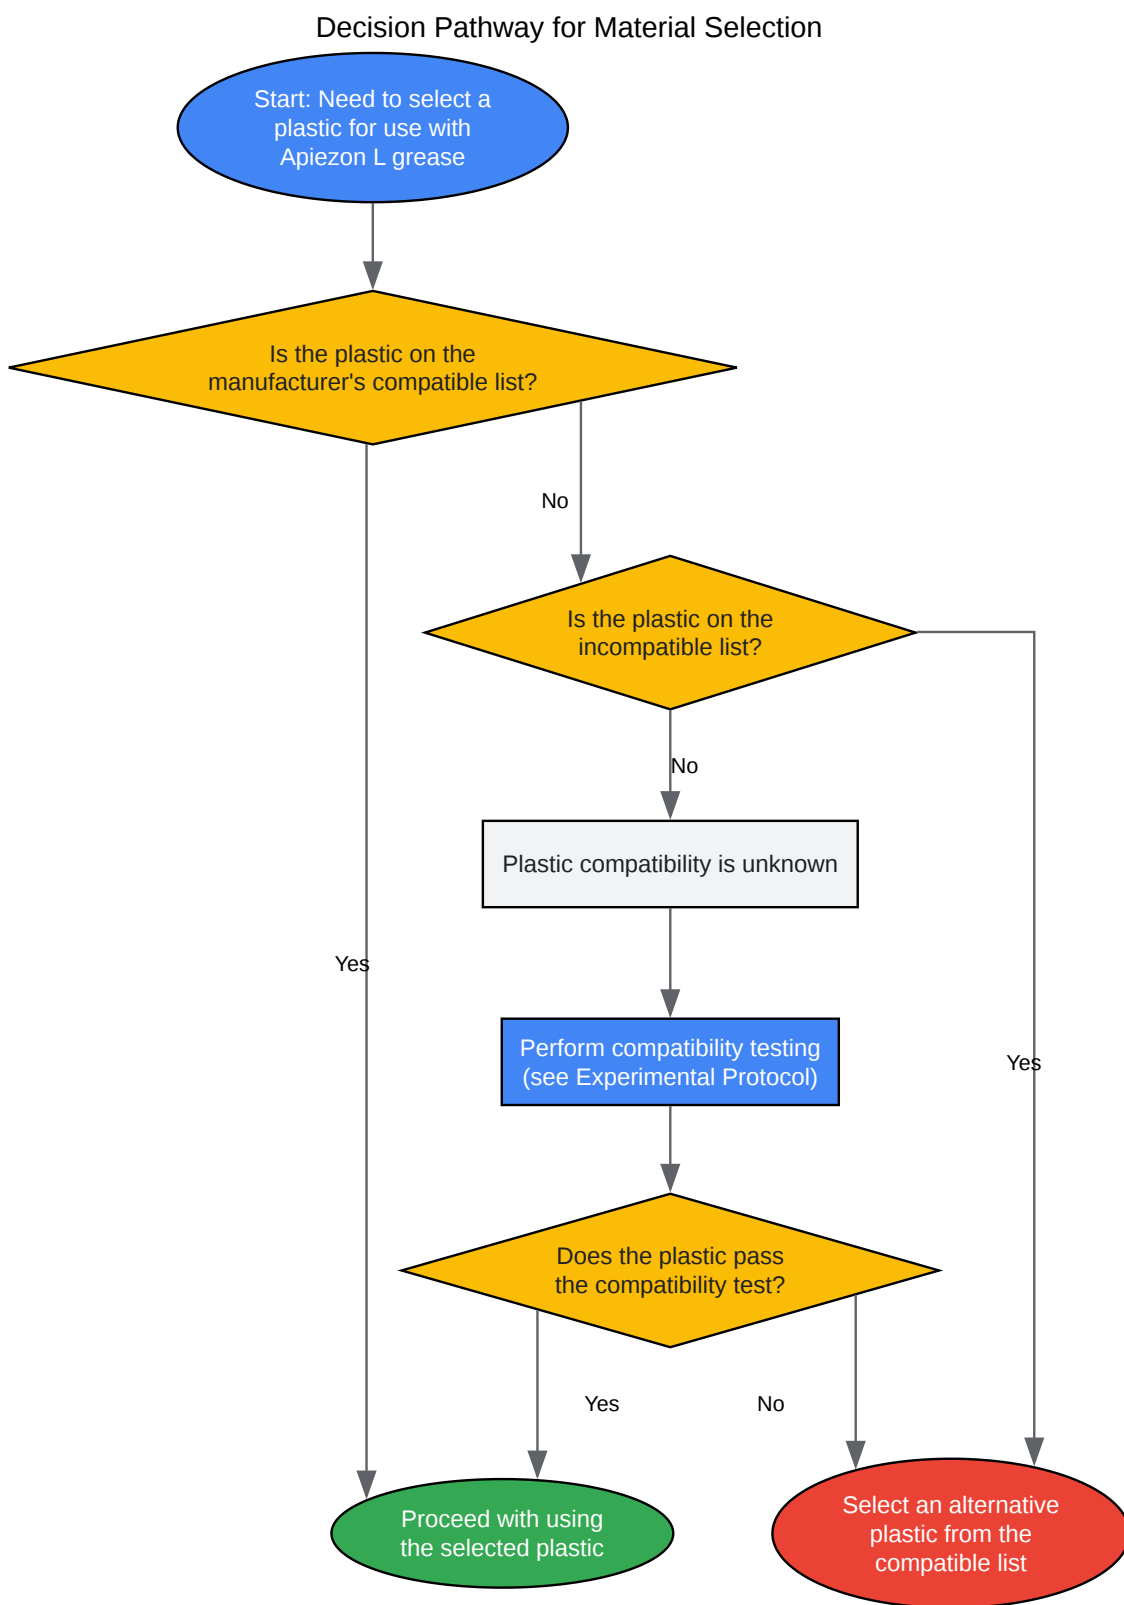 Decision Pathway for Material Selection
Start: Need to select a
plastic for use with
Apiezon L grease
Is the plastic on the
manufacturer's compatible list?
No
Is the plastic on the
incompatible list?
No
Plastic compatibility is unknown
Yes
Perform compatibility testing
(see Experimental Protocol)
Yes
Does the plastic pass
the compatibility test?
Yes
No
Proceed with using
the selected plastic
Select an alternative
plastic from the
compatible list